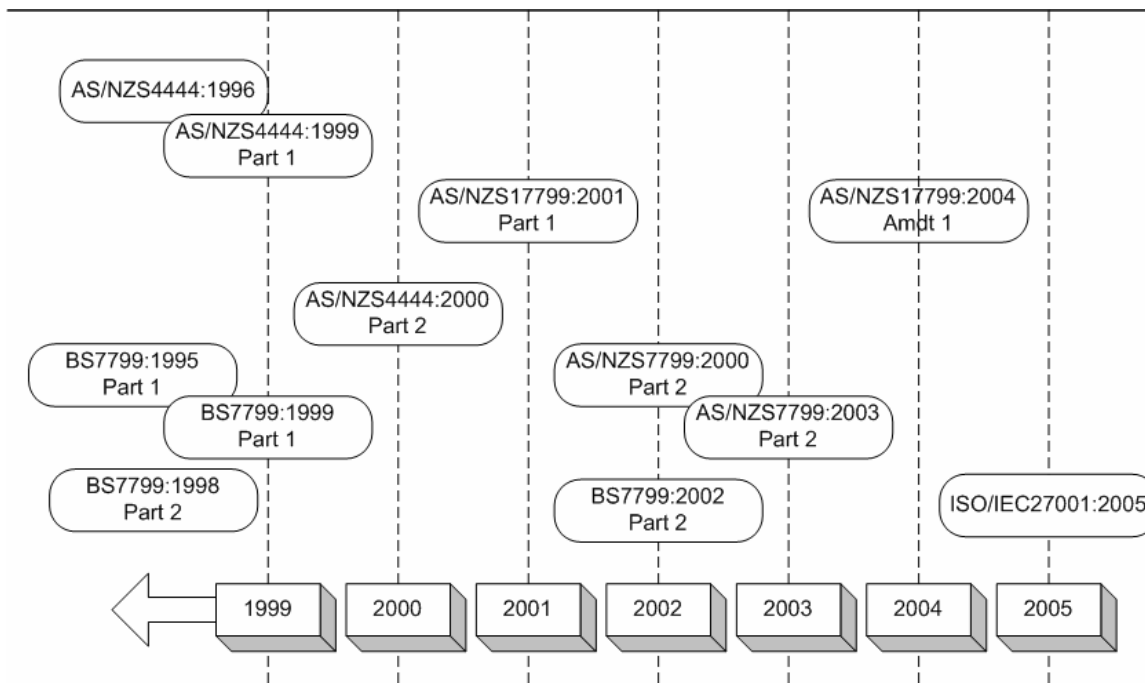 AS/NZS4444:1996
AS/NZS4444:1999
Part 1
AS/NZS17799:2001
Part 1
AS/NZS17799:2004
Amdt 1
AS/NZS4444:2000
Part 2
BS7799:1995
Part 1
BS7799:1999
Part 1
AS/NZS7799:2000
Part 2
AS/NZS7799:2003
Part 2
BS7799:1998
Part 2
BS7799:2002
Part 2
ISO/IEC27001:2005
1999
2000
2001
2002
2003
2004
2005